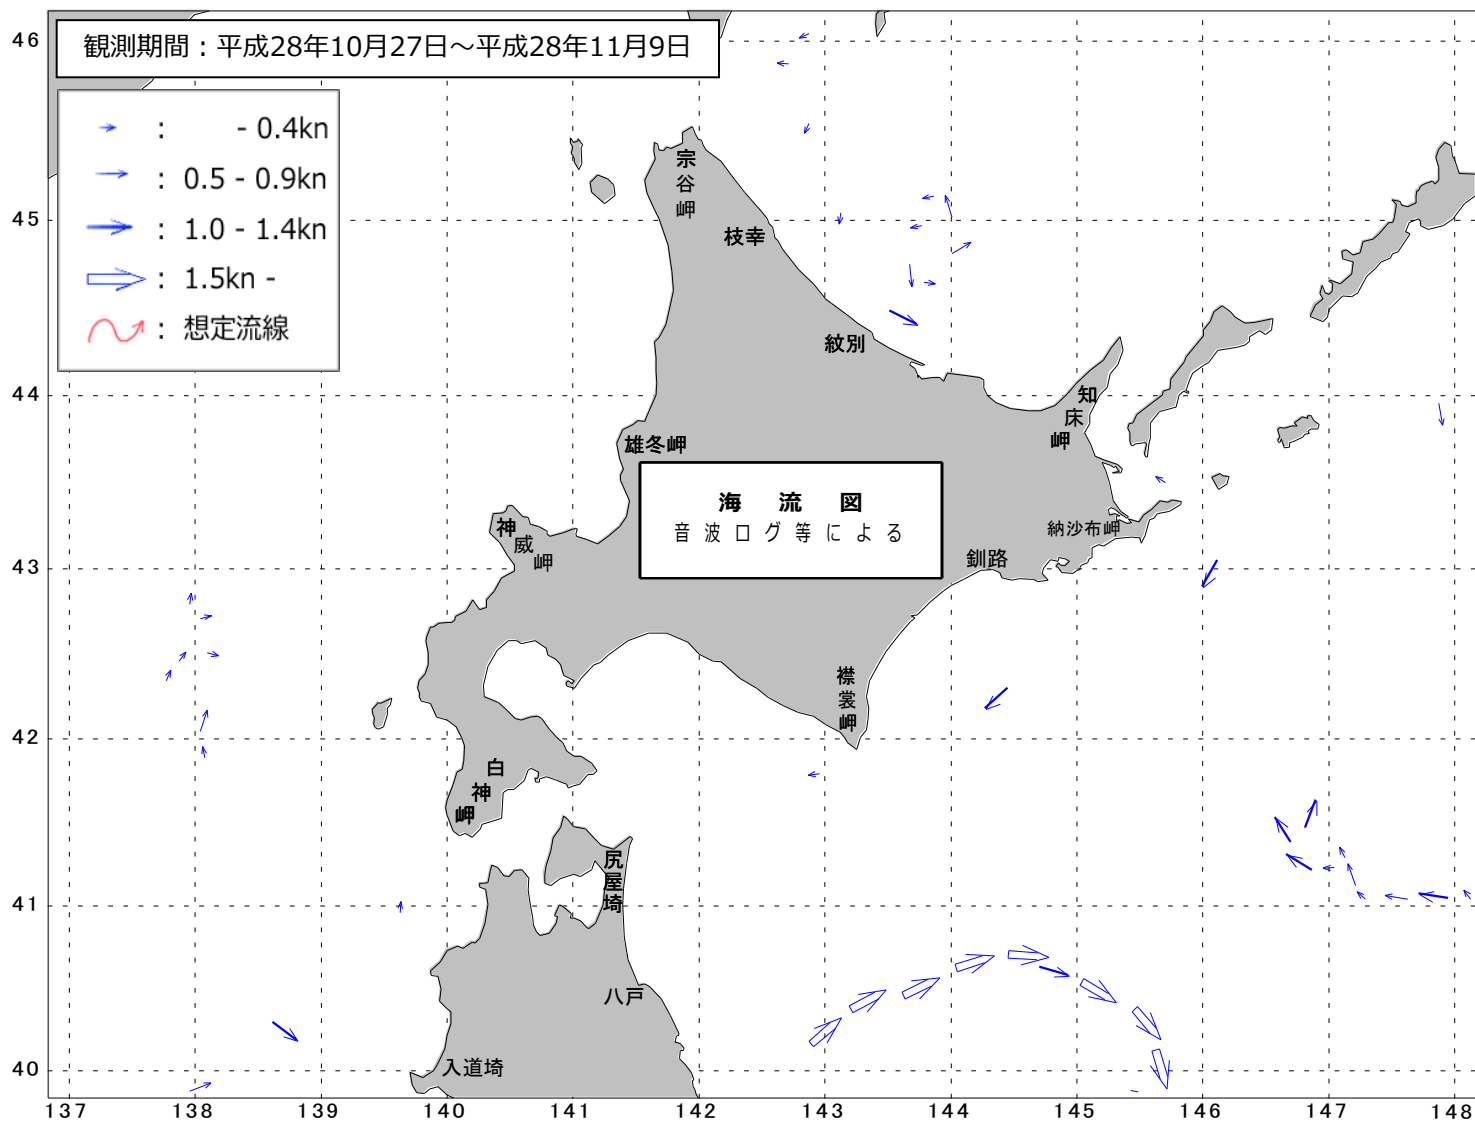 観測期間：平成28年10月27日～平成28年11月9日
： - 0.4kn
： 0.5 - 0.9kn
： 1.0 - 1.4kn
： 1.5kn -
： 想定流線
46
45
44
43
42
41
40
宗谷岬
枝幸
紋別
知床岬
雄冬岬
海流図
音波ログ等による
神威岬
納沙布岬
釧路
襟裳岬
白神岬
尻屋埼
八戸
入道埼
137 138 139 140 141 142 143 144 145 146 147 148